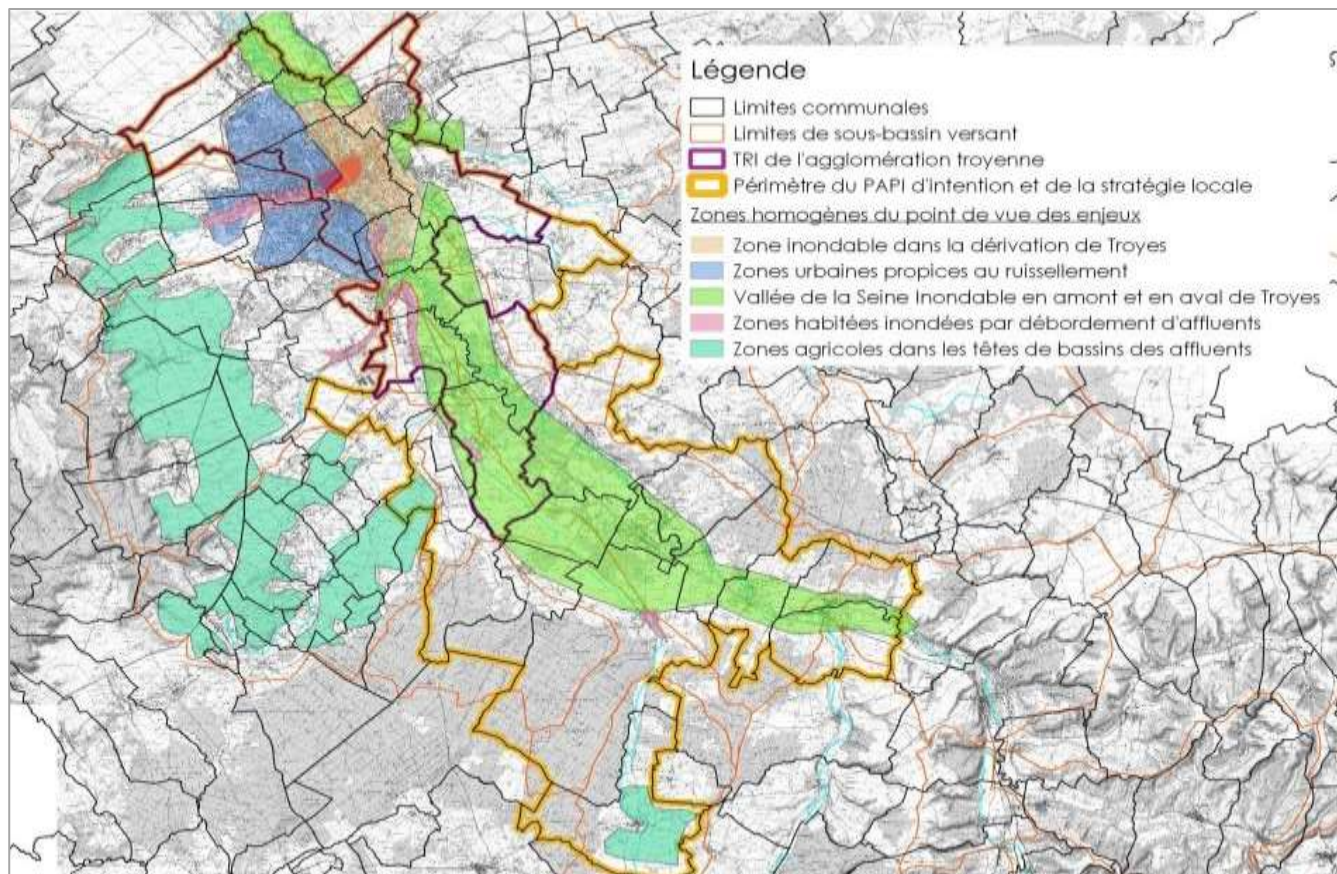 Légende
Limites communales
Limites de sous-bassin versant
TRI de l'agglomération troyenne
Périmètre du PAPI d'intention et de la stratégie locale
Zones homogènes du point de vue des enjeux
Zone inondable dans la dérivation de Troyes
Zones urbaines propices au ruissellement
Vallée de la Seine Inondable en amont et en aval de Troyes
Zones habitées inondées par débordement d'affluents
Zones agricoles dans les têtes de bassins des affluents